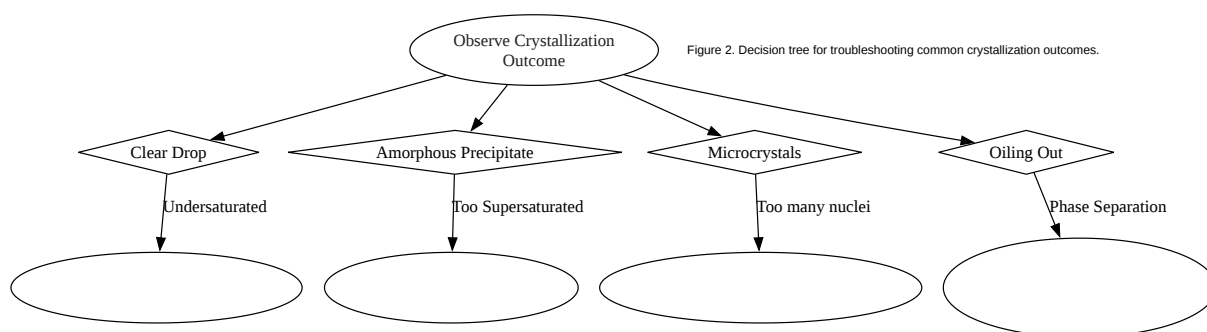 Observe Crystallization
Outcome
Figure 2. Decision tree for troubleshooting common crystallization outcomes.
Clear Drop
Amorphous Precipitate
Microcrystals
Oiling Out
Undersaturated
Too Supersaturated
Too many nuclei
Phase Separation